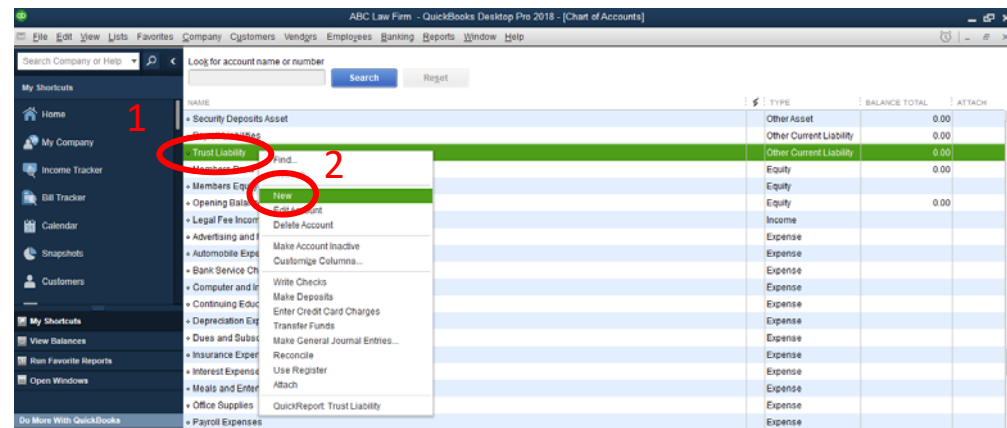 ABC Law Firm - QuickBooks Desktop Pro 2018 - [Chart of Accounts]
File Edit View Lists Favorites Company Customers Vendors Employees Banking Reports Window Help
Search Company or Help
Look for account name or number
Search Reset
My Shortcuts
Home
My Company
Income Tracker
Bill Tracker
Calendar
Snapshots
Customers
My Shortcuts
View Balances
Run Favorite Reports
Open Windows
Do More With QuickBooks
1
2
NAME TYPE BALANCE TOTAL ATTACH
Security Deposits Asset Other Asset 0.00
Other Current Liability 0.00
Trust Liability Other Current Liability 0.00
Equity 0.00
Members Equ Equity
Opening Bala Equity 0.00
Legal Fee Incom Income
Advertising and Expense
Automobile Expe Expense
Bank Service Ch Expense
Computer and In Expense
Continuing Educ Expense
Depreciation Exp Expense
Dues and Subsc Expense
Insurance Exper Expense
Interest Expense Expense
Meals and Enter Expense
Office Supplies Expense
Payroll Expenses Expense
Find...
New
Edit Account
Delete Account
Make Account Inactive
Customize Columns...
Write Checks
Make Deposits
Enter Credit Card Charges
Transfer Funds
Make General Journal Entries...
Reconcile
Use Register
Attach
QuickReport: Trust Liability